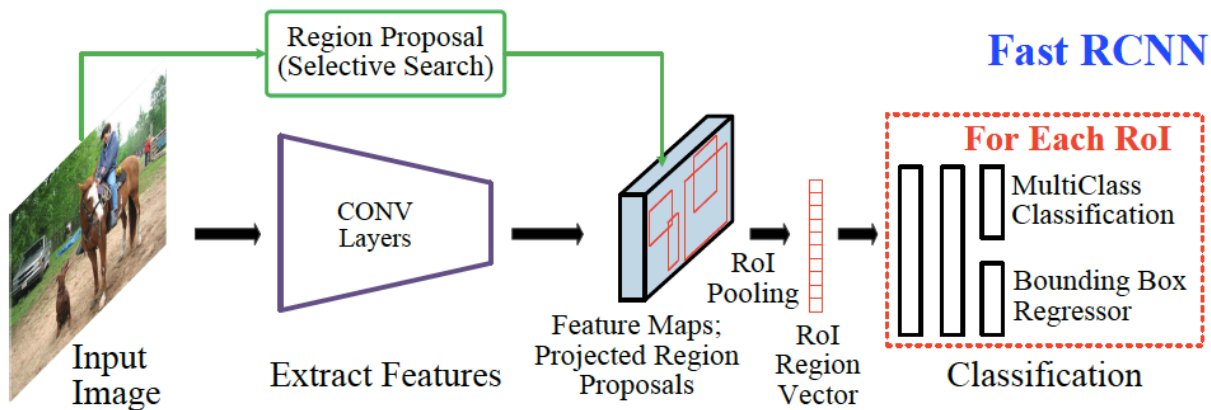 Region Proposal
(Selective Search)
Fast RCNN
For Each RoI
MultiClass
Classification
Bounding Box
Regressor
CONV
Layers
RoI
Pooling
Input
Image
Extract Features
Feature Maps;
Projected Region
Proposals
RoI
Region
Vector
Classification